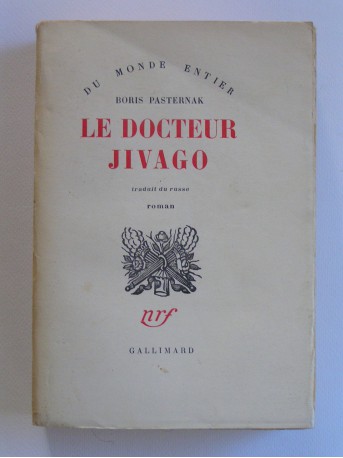 DU MONDE ENTIER
BORIS PASTERNAK
LE DOCTEUR
JIVAGO
traduit du russe
roman
nrf
GALLIMARD